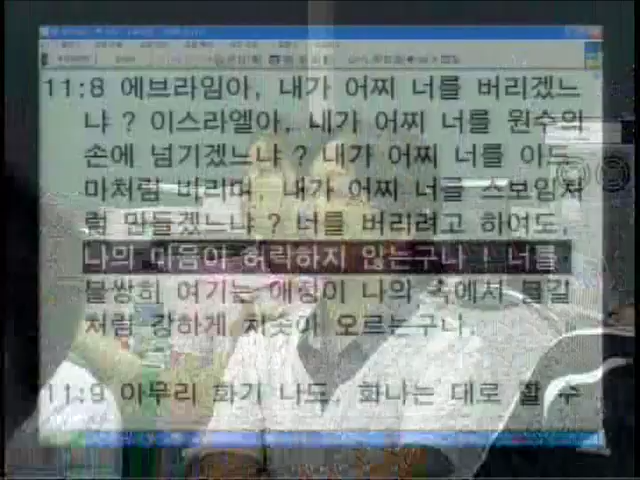 11:8 에브라임아, 내가 어찌 너를 버리겠느
냐 ? 이스라엘아, 내가 어찌 너를 원수의
손에 넘기겠느냐 ? 내가 어찌 너를 아드
마처럼 버리며, 내가 어찌 너를 스보임처
럼 만들겠느냐 ? 너를 버리려고 하여도,
나의 마음이 허락하지 않는구나 ! 너를
불쌍히 여기는 애정이 나의 속에서 불길
처럼 강하게 치솟아 오르는구나.
11:9 아무리 화가 나도, 화나는 대로 할 수